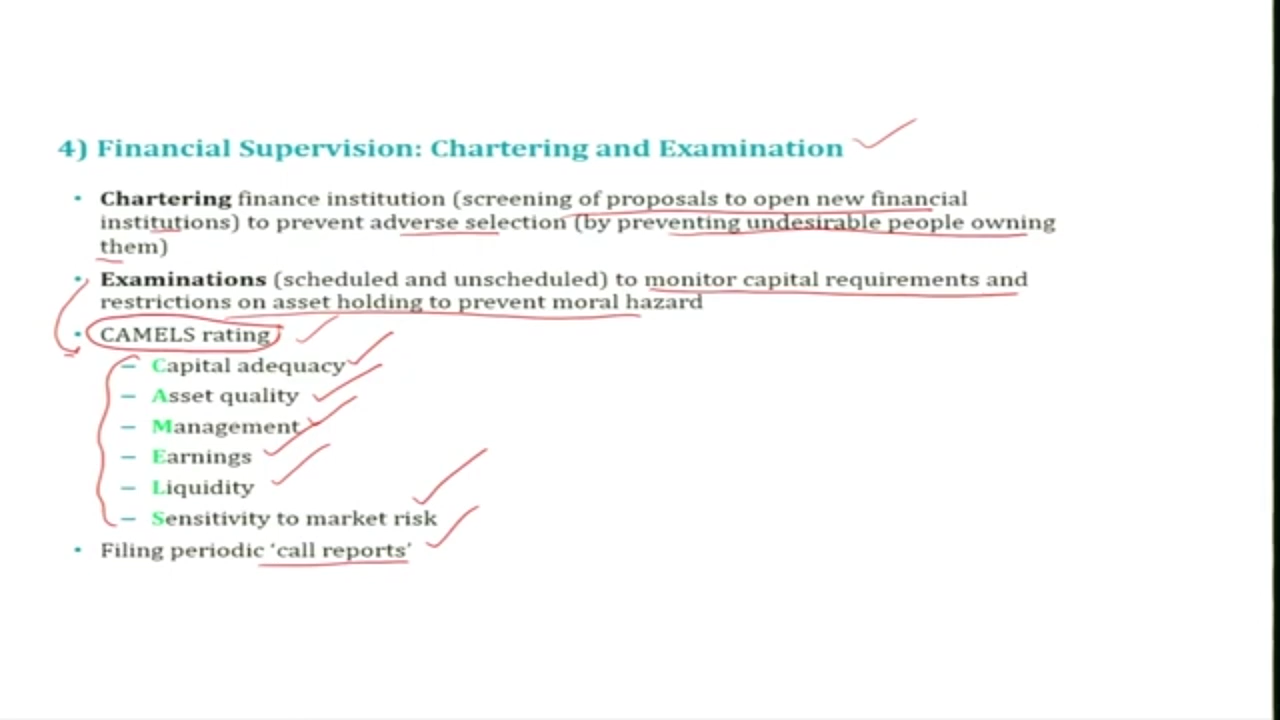 4) Financial Supervision: Chartering and Examination
• Chartering finance institution (screening of proposals to open new financial
institutions) to prevent adverse selection (by preventing undesirable people owning
them)
• Examinations (scheduled and unscheduled) to monitor capital requirements and
restrictions on asset holding to prevent moral hazard
• CAMELS rating
– Capital adequacy
– Asset quality
– Management
– Earnings
– Liquidity
– Sensitivity to market risk
• Filing periodic ‘call reports’